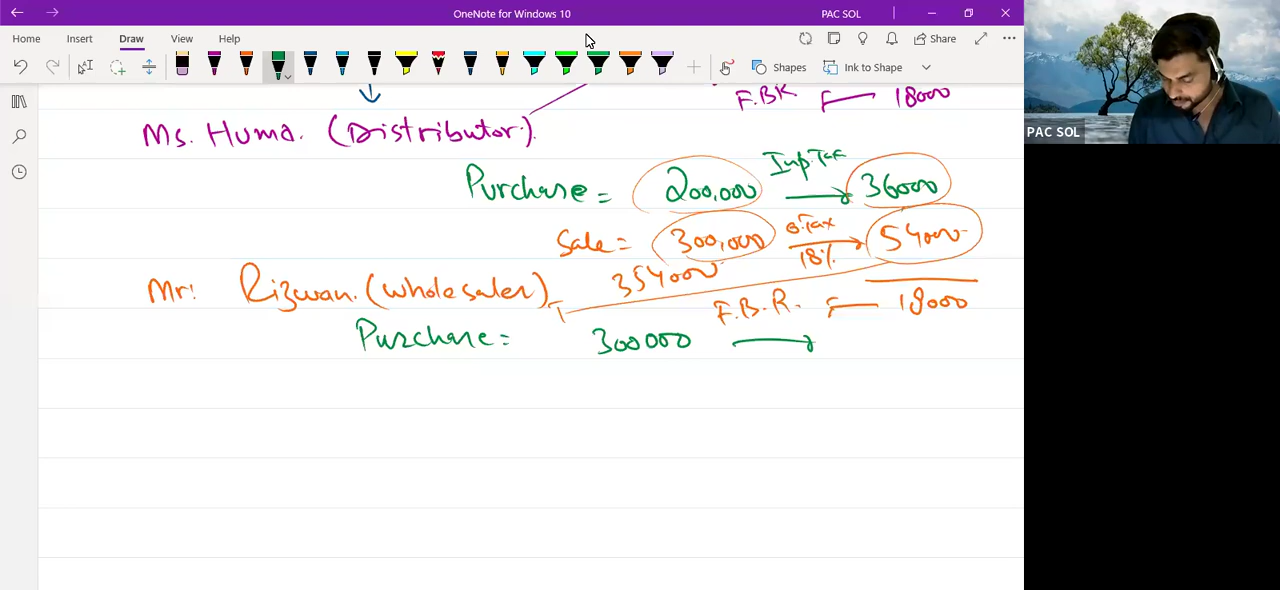 OneNote for Windows 10
PAC SOL
Home Insert Draw View Help
Share
Shapes
Ink to Shape
F.B.R 18000
Ms. Huma. (Distributor).
PAC SOL
Purchase = 200,000 Inp.Tax 36000
Sale = 300,000 O.Tax 18% 54000
354000
Mr: Rizwan. (wholesaler)
F.B.R. 18000
Purchase = 300000